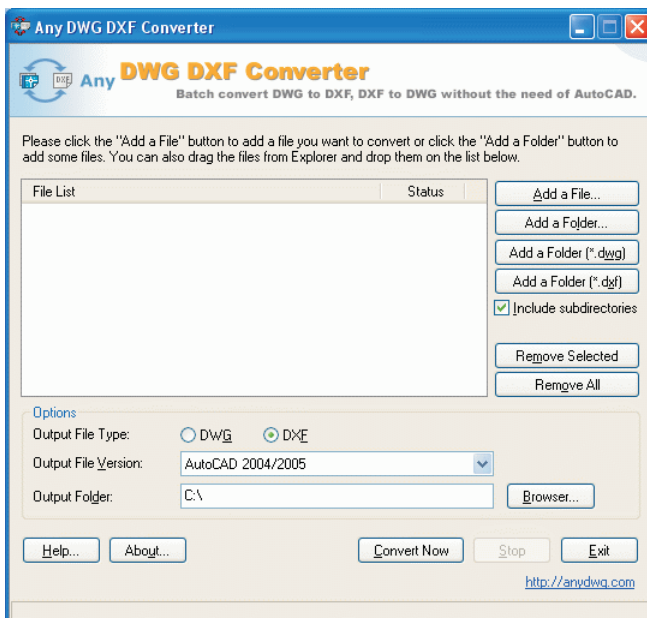 Any DWG DXF Converter
DXF
Any DWG DXF Converter
Batch convert DWG to DXF, DXF to DWG without the need of AutoCAD.
Please click the "Add a File" button to add a file you want to convert or click the "Add a Folder" button to
add some files. You can also drag the files from Explorer and drop them on the list below.
File List Status
Add a File...
Add a Folder...
Add a Folder (*.dwg)
Add a Folder (*.dxf)
Include subdirectories
Remove Selected
Remove All
Options
Output File Type: DWG DXF
Output File Version: AutoCAD 2004/2005
Output Folder: C:\ Browser...
Help... About... Convert Now Stop Exit
http://anydwg.com